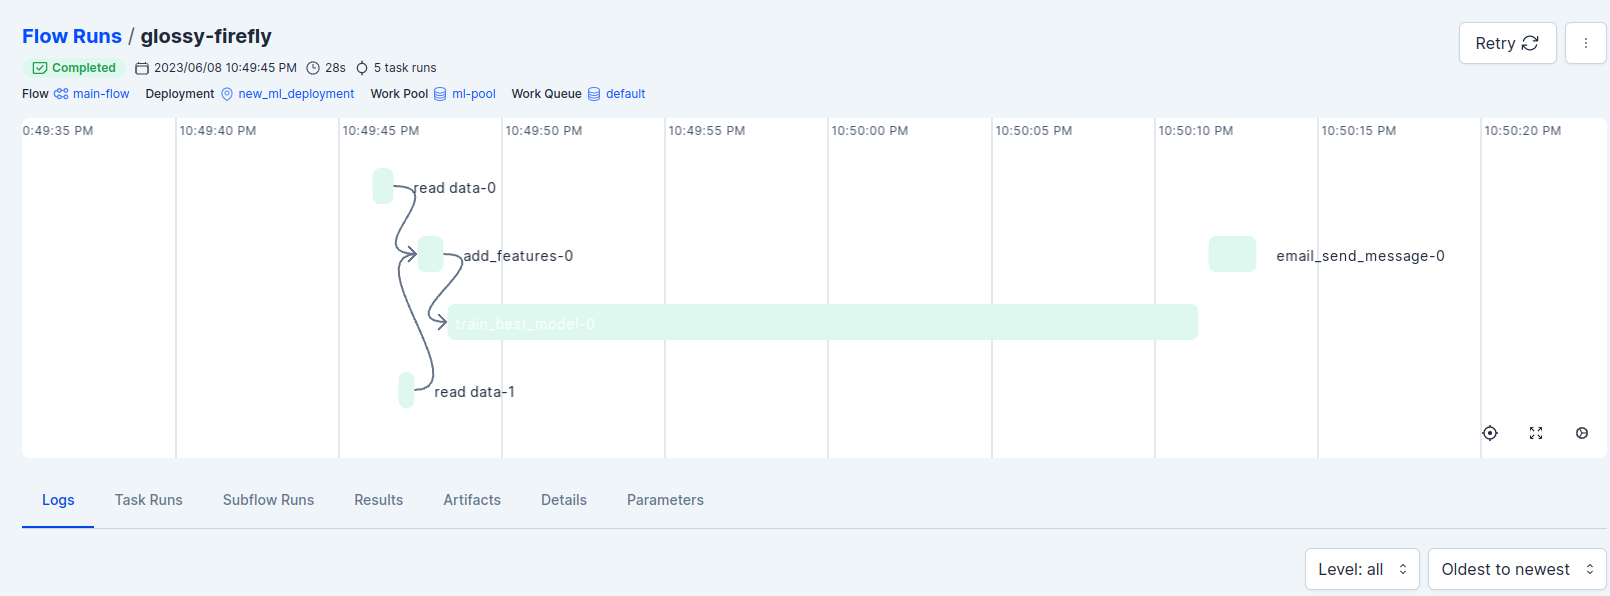 Flow Runs / glossy-firefly
Retry
Completed 2023/06/08 10:49:45 PM 28s 5 task runs
Flow main-flow Deployment new_ml_deployment Work Pool ml-pool Work Queue default
0:49:35 PM 10:49:40 PM 10:49:45 PM 10:49:50 PM 10:49:55 PM 10:50:00 PM 10:50:05 PM 10:50:10 PM 10:50:15 PM 10:50:20 PM
read data-0
add_features-0 email_send_message-0
train_best_model-0
read data-1
Logs Task Runs Subflow Runs Results Artifacts Details Parameters
Level: all Oldest to newest